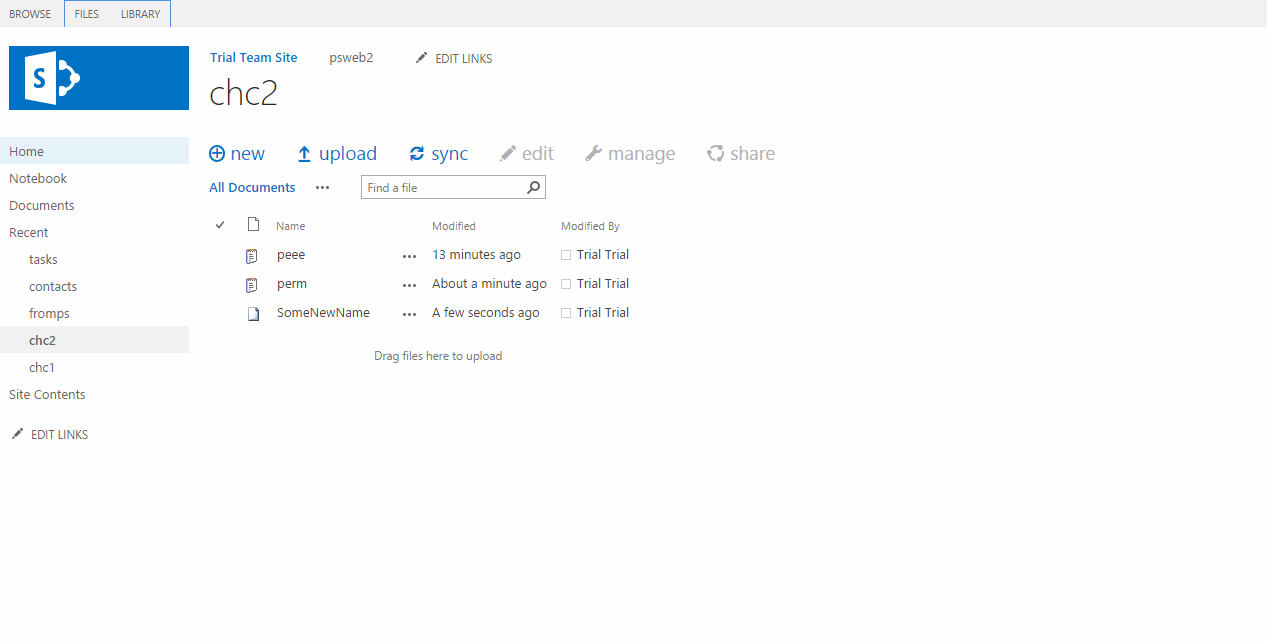 BROWSE FILES LIBRARY
S
Trial Team Site psweb2 EDIT LINKS
chc2
Home
Notebook
Documents
Recent
tasks
contacts
fromps
chc2
chc1
Site Contents
EDIT LINKS
new upload sync edit manage share
All Documents ••• Find a file
Name Modified Modified By
peee ••• 13 minutes ago Trial Trial
perm ••• About a minute ago Trial Trial
SomeNewName ••• A few seconds ago Trial Trial
Drag files here to upload